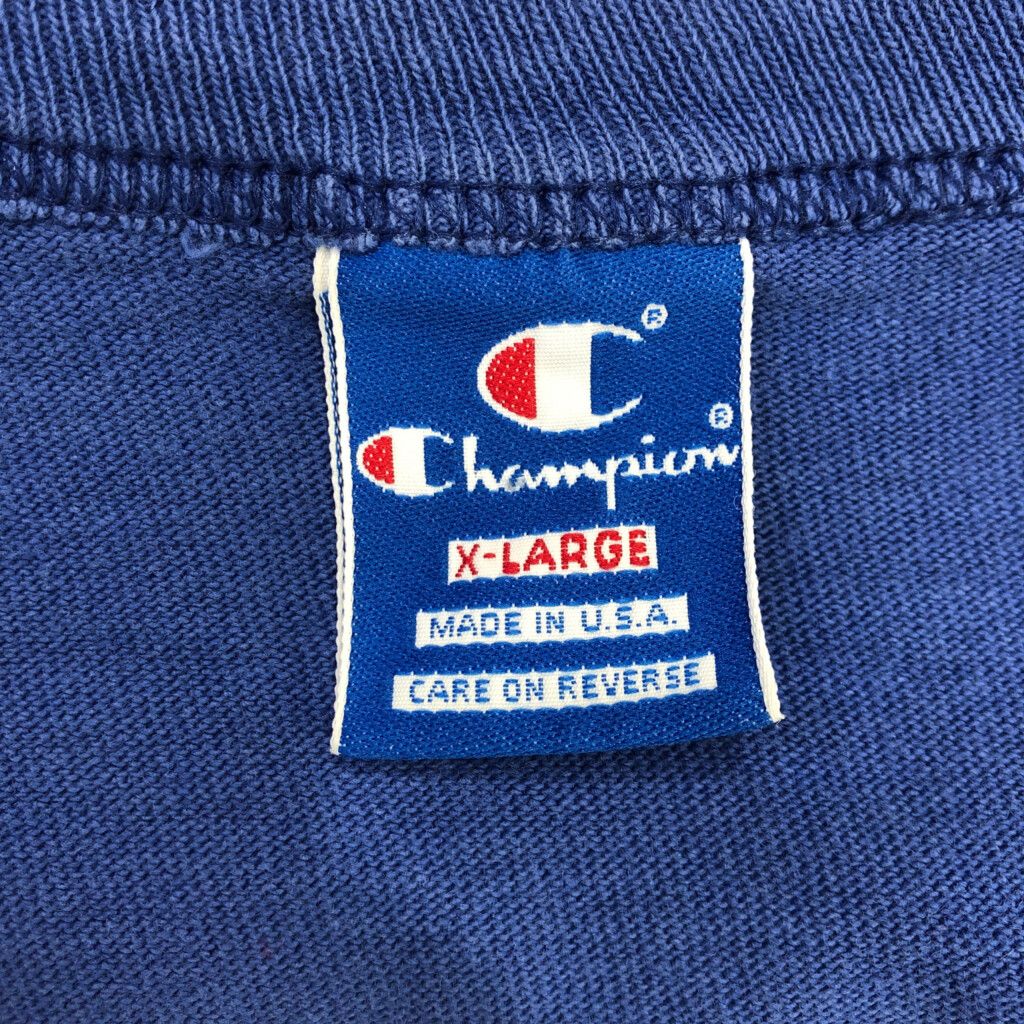 C®
Champion®
X-LARGE
MADE IN U.S.A.
CARE ON REVERSE